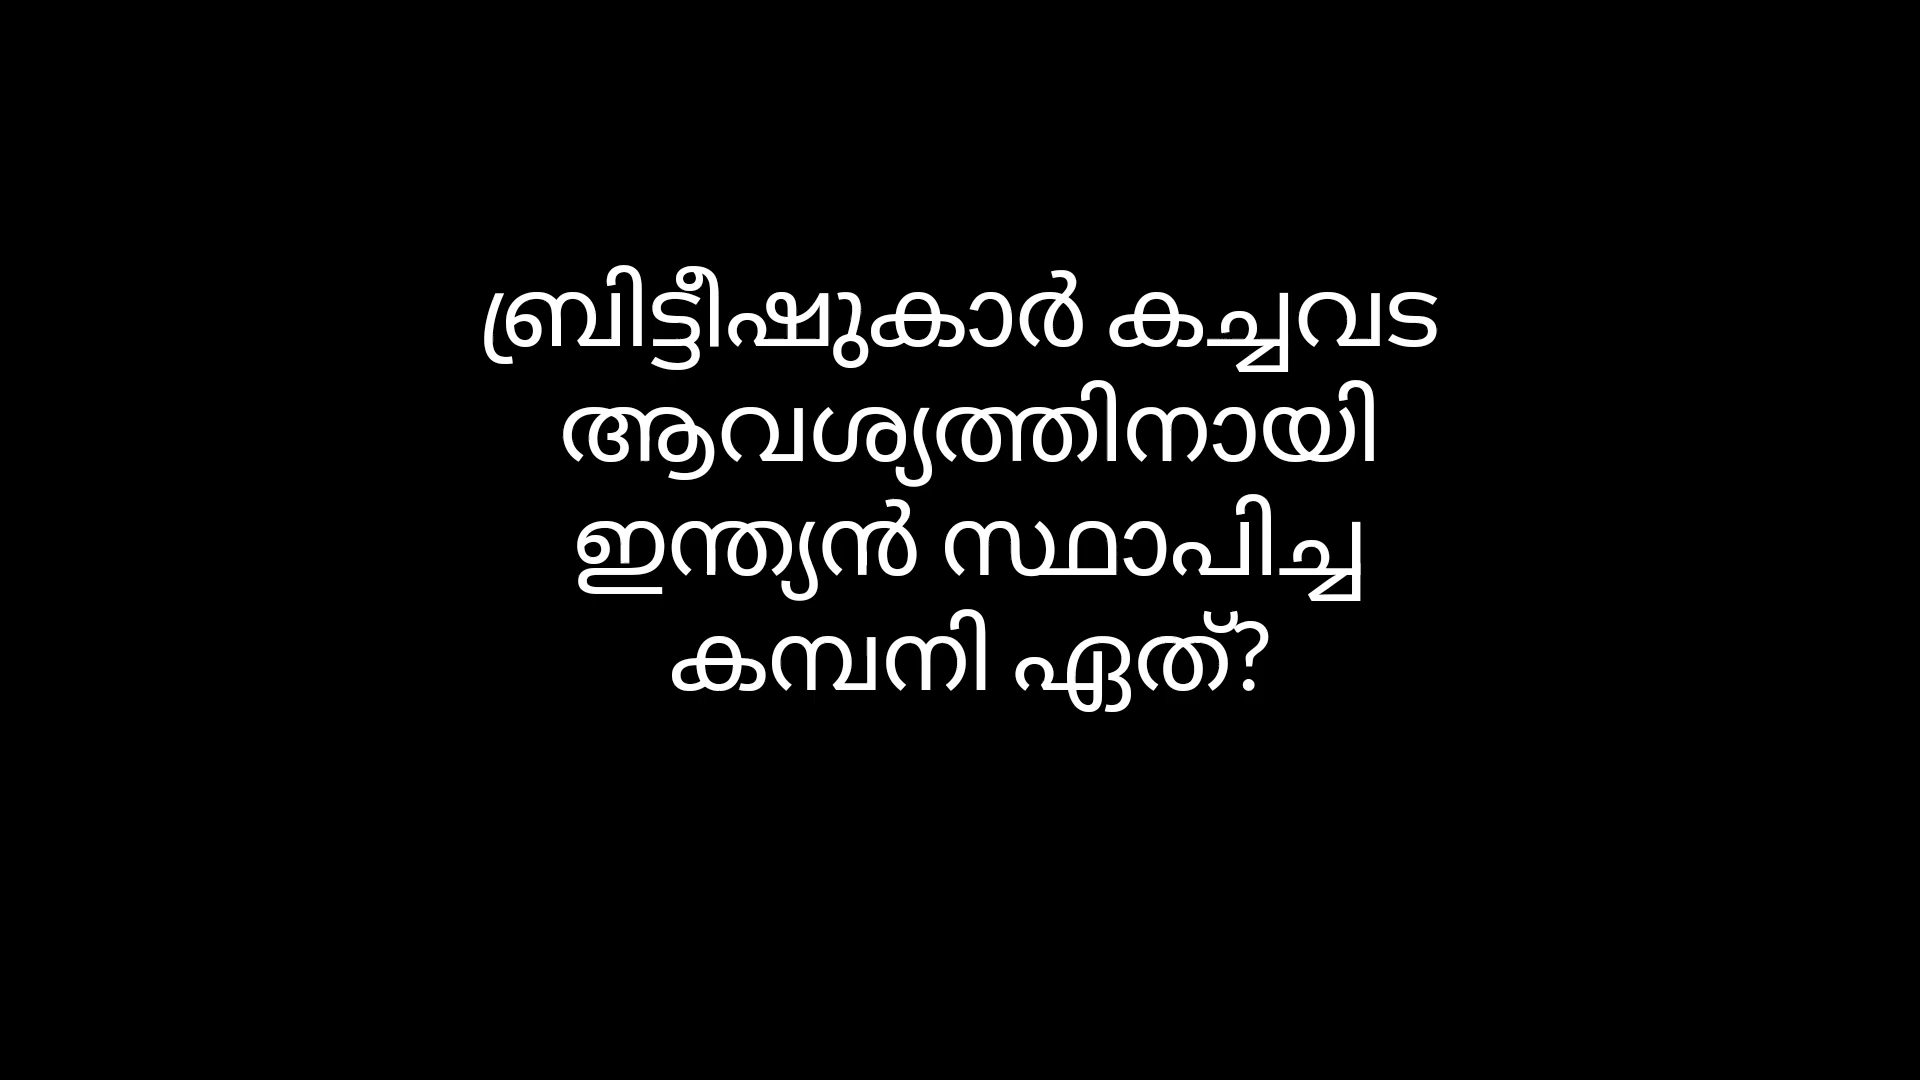 ബ്രിട്ടീഷുകാർ കച്ചവട
ആവശ്യത്തിനായി
ഇന്ത്യൻ സ്ഥാപിച്ച
കമ്പനി ഏത്?